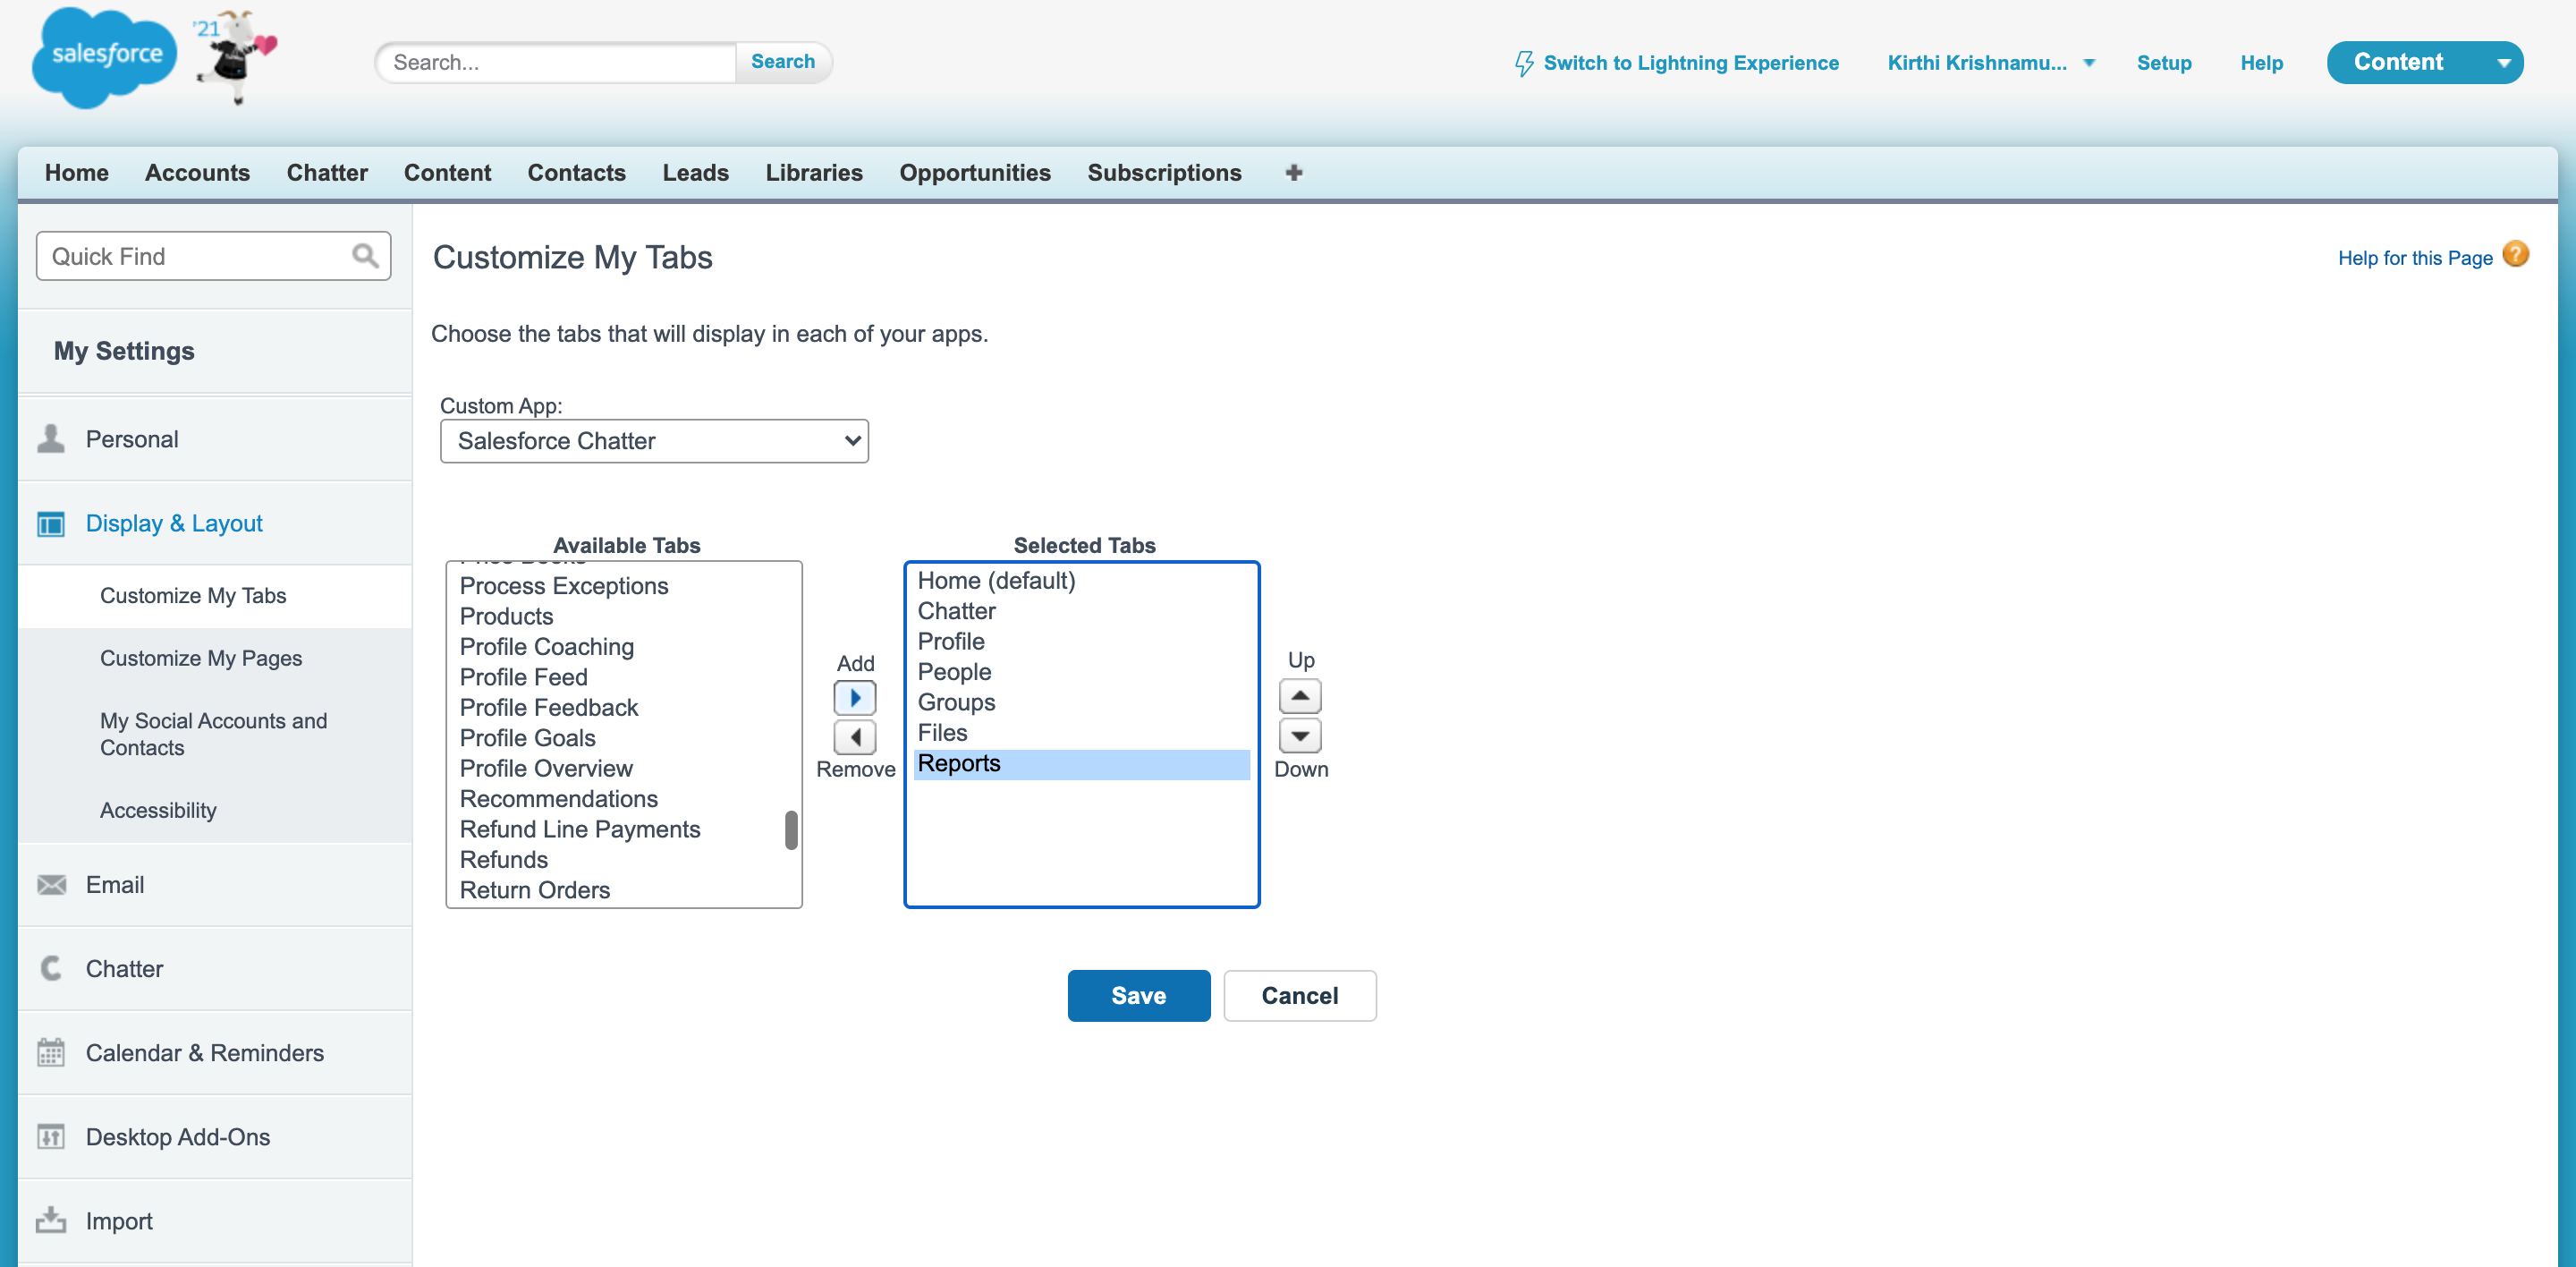 salesforce
'21
Search...
Search
Switch to Lightning Experience
Kirthi Krishnamu...
Setup
Help
Content
Home
Accounts
Chatter
Content
Contacts
Leads
Libraries
Opportunities
Subscriptions
Quick Find
My Settings
Personal
Display & Layout
Customize My Tabs
Customize My Pages
My Social Accounts and
Contacts
Accessibility
Email
Chatter
Calendar & Reminders
Desktop Add-Ons
Import
Customize My Tabs
Help for this Page
Choose the tabs that will display in each of your apps.
Custom App:
Salesforce Chatter
Available Tabs
Process Exceptions
Products
Profile Coaching
Profile Feed
Profile Feedback
Profile Goals
Profile Overview
Recommendations
Refund Line Payments
Refunds
Return Orders
Add
Remove
Selected Tabs
Home (default)
Chatter
Profile
People
Groups
Files
Reports
Up
Down
Save
Cancel